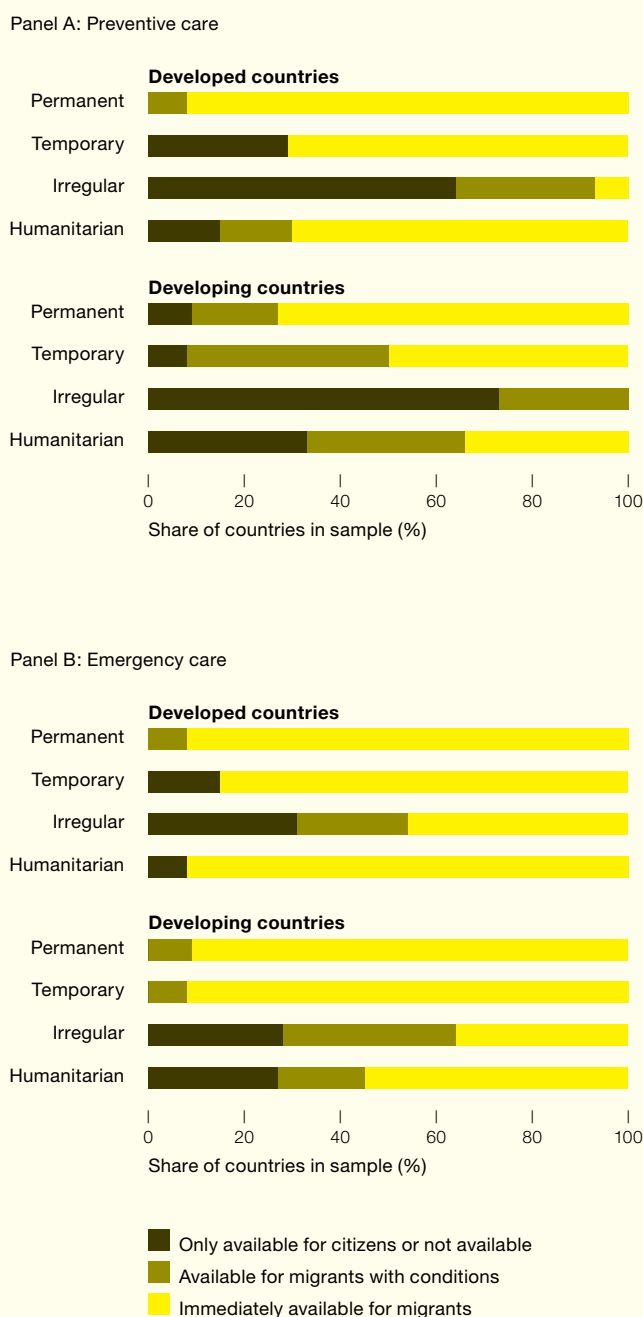 Panel A: Preventive care
Developed countries
Permanent
Temporary
Irregular
Humanitarian
Developing countries
Permanent
Temporary
Irregular
Humanitarian
0 20 40 60 80 100
Share of countries in sample (%)
Panel B: Emergency care
Developed countries
Permanent
Temporary
Irregular
Humanitarian
Developing countries
Permanent
Temporary
Irregular
Humanitarian
0 20 40 60 80 100
Share of countries in sample (%)
Only available for citizens or not available
Available for migrants with conditions
Immediately available for migrants